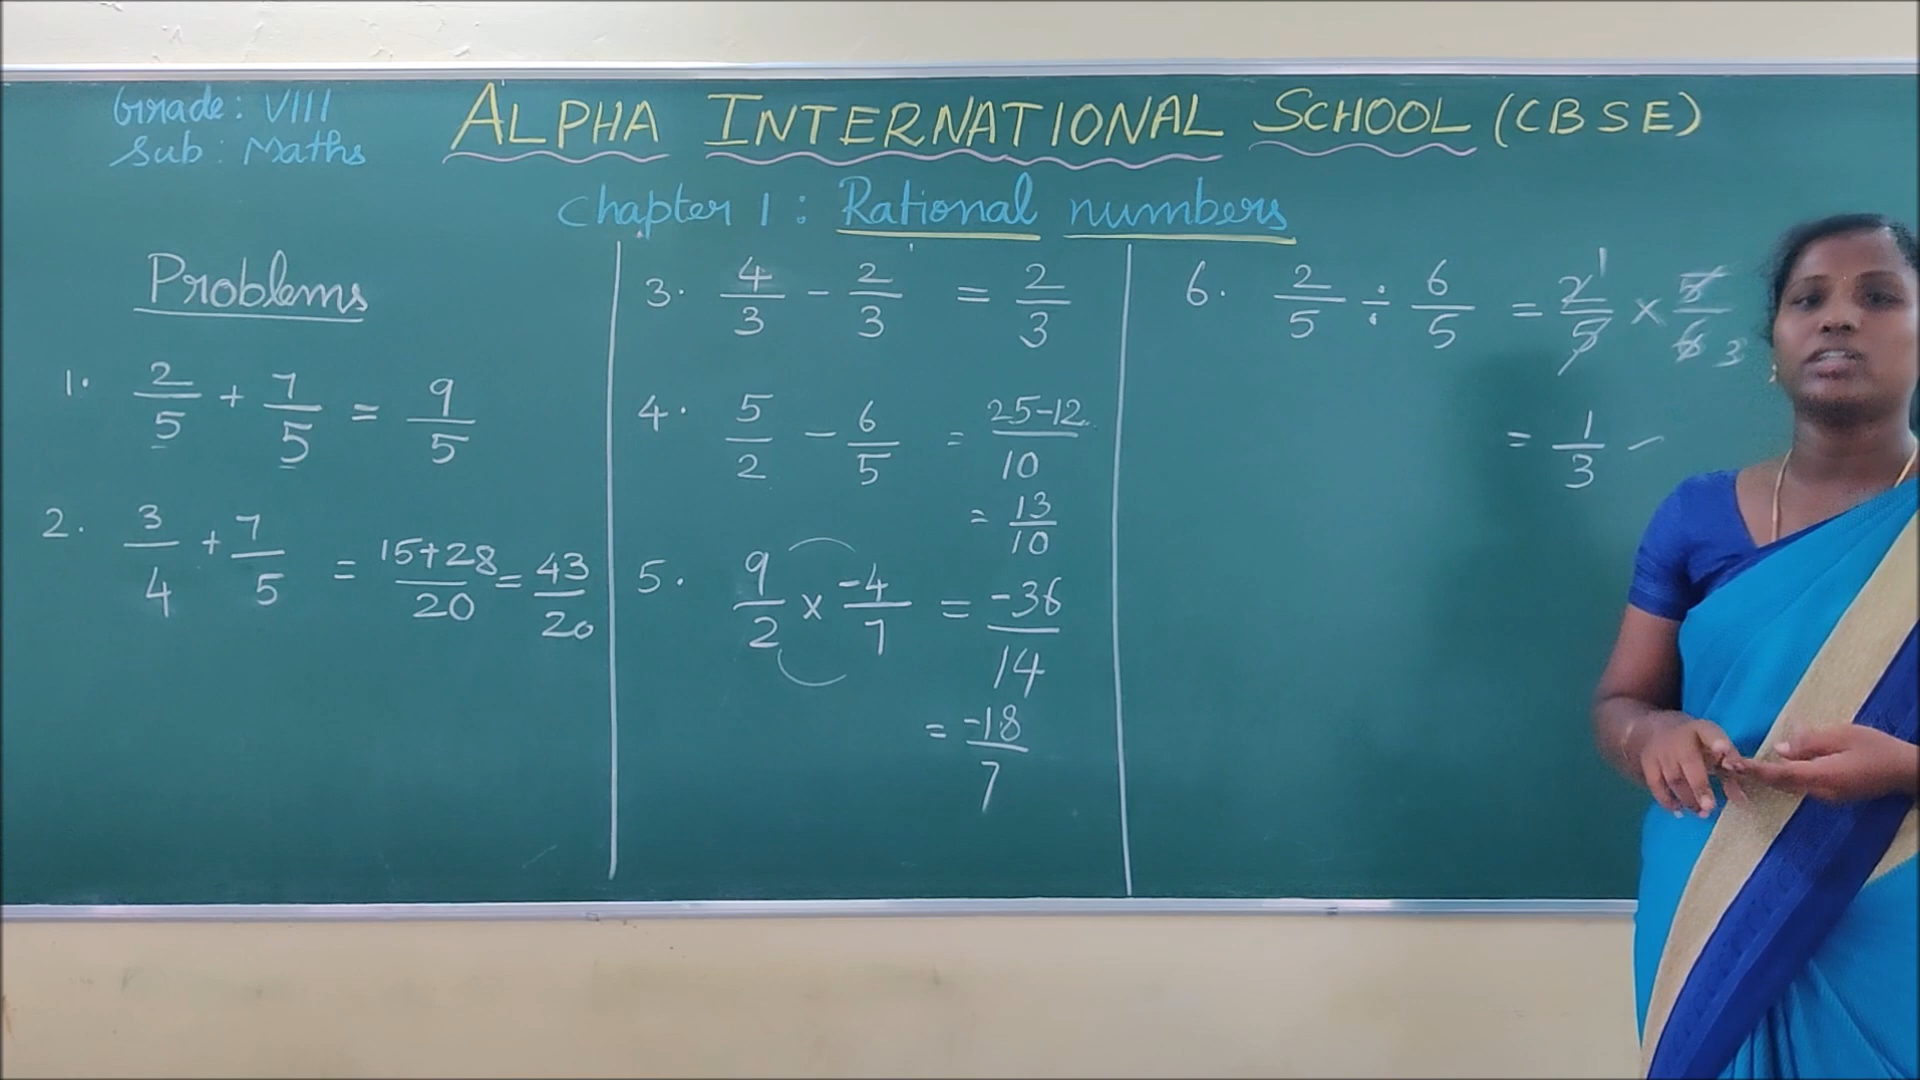 Grade: VIII
Sub: Maths
ALPHA INTERNATIONAL SCHOOL (CBSE)
Chapter 1: Rational numbers
Problems
1. 2/5 + 7/5 = 9/5
2. 3/4 + 7/5 = 15+28/20 = 43/20
3. 4/3 - 2/3 = 2/3
4. 5/2 - 6/5 = 25-12/10
= 13/10
5. 9/2 x -4/7 = -36/14
= -18/7
6. 2/5 ÷ 6/5 = 2/5 1 x 5/6 3
= 1/3